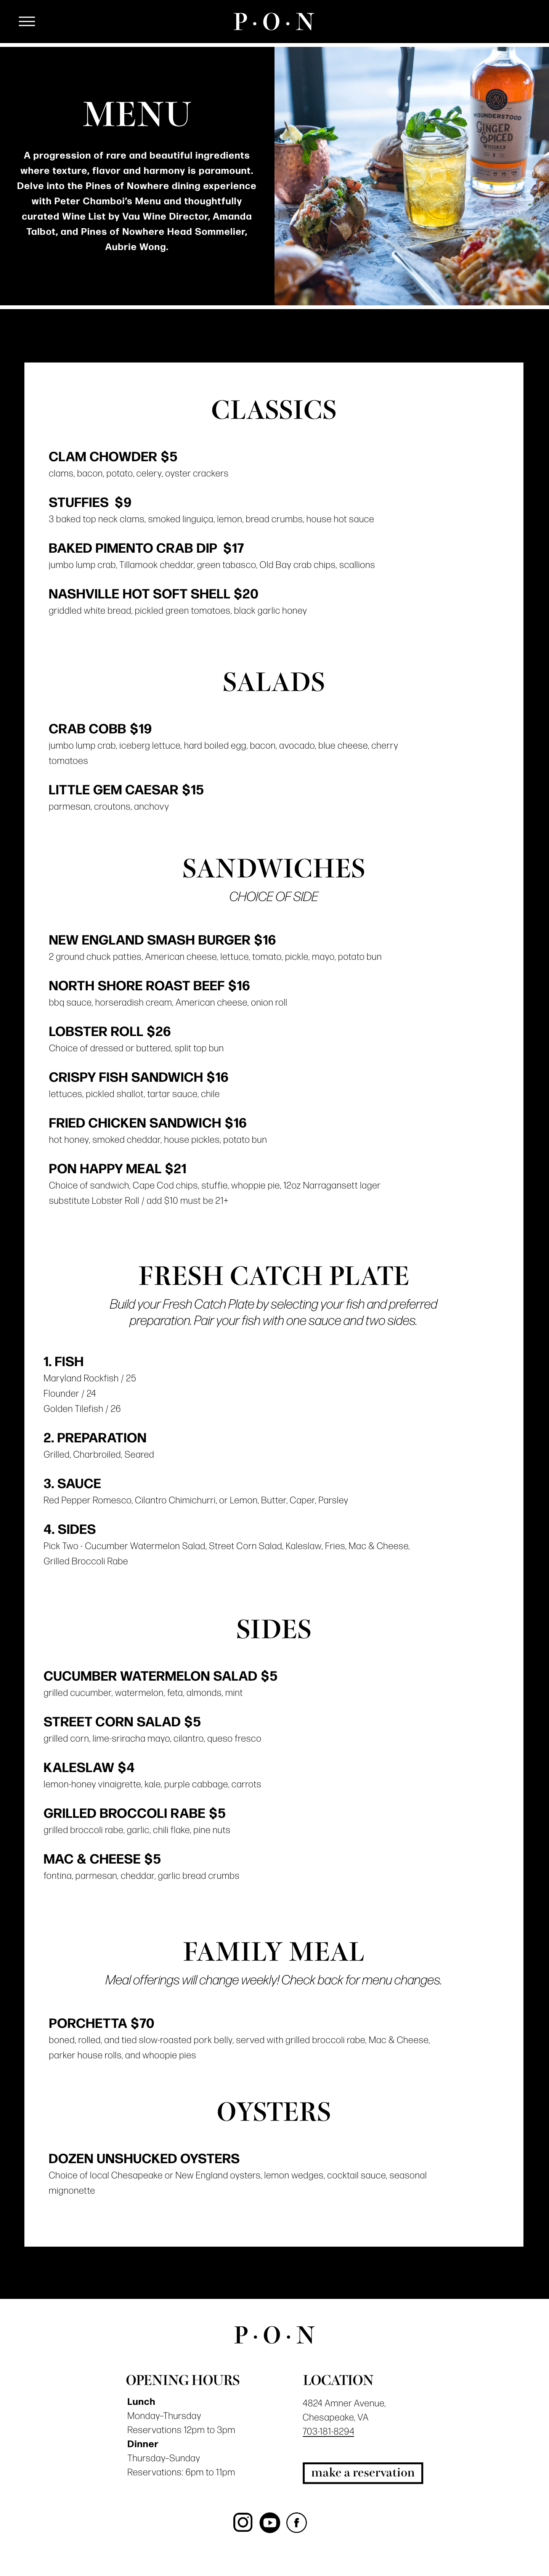 P·O·N
MENU
A progression of rare and beautiful ingredients
where texture, flavor and harmony is paramount.
Delve into the Pines of Nowhere dining experience
with Peter Chamboi's Menu and thoughtfully
curated Wine List by Vau Wine Director, Amanda
Talbot, and Pines of Nowhere Head Sommelier,
Aubrie Wong.
GINGER
SPICED
WHISKEY
CLASSICS
CLAM CHOWDER $5
clams, bacon, potato, celery, oyster crackers
STUFFIES $9
3 baked top neck clams, smoked linguiça, lemon, bread crumbs, house hot sauce
BAKED PIMENTO CRAB DIP $17
jumbo lump crab, Tillamook cheddar, green tabasco, Old Bay crab chips, scallions
NASHVILLE HOT SOFT SHELL $20
griddled white bread, pickled green tomatoes, black garlic honey
SALADS
CRAB COBB $19
jumbo lump crab, iceberg lettuce, hard boiled egg, bacon, avocado, blue cheese, cherry
tomatoes
LITTLE GEM CAESAR $15
parmesan, croutons, anchovy
SANDWICHES
CHOICE OF SIDE
NEW ENGLAND SMASH BURGER $16
2 ground chuck patties, American cheese, lettuce, tomato, pickle, mayo, potato bun
NORTH SHORE ROAST BEEF $16
bbq sauce, horseradish cream, American cheese, onion roll
LOBSTER ROLL $26
Choice of dressed or buttered, split top bun
CRISPY FISH SANDWICH $16
lettuces, pickled shallot, tartar sauce, chile
FRIED CHICKEN SANDWICH $16
hot honey, smoked cheddar, house pickles, potato bun
PON HAPPY MEAL $21
Choice of sandwich, Cape Cod chips, stuffie, whoppie pie, 12oz Narragansett lager
substitute Lobster Roll / add $10 must be 21+
FRESH CATCH PLATE
Build your Fresh Catch Plate by selecting your fish and preferred
preparation. Pair your fish with one sauce and two sides.
1. FISH
Maryland Rockfish / 25
Flounder / 24
Golden Tilefish / 26
2. PREPARATION
Grilled, Charbroiled, Seared
3. SAUCE
Red Pepper Romesco, Cilantro Chimichurri, or Lemon, Butter, Caper, Parsley
4. SIDES
Pick Two - Cucumber Watermelon Salad, Street Corn Salad, Kaleslaw, Fries, Mac & Cheese,
Grilled Broccoli Rabe
SIDES
CUCUMBER WATERMELON SALAD $5
grilled cucumber, watermelon, feta, almonds, mint
STREET CORN SALAD $5
grilled corn, lime-sriracha mayo, cilantro, queso fresco
KALESLAW $4
lemon-honey vinaigrette, kale, purple cabbage, carrots
GRILLED BROCCOLI RABE $5
grilled broccoli rabe, garlic, chili flake, pine nuts
MAC & CHEESE $5
fontina, parmesan, cheddar, garlic bread crumbs
FAMILY MEAL
Meal offerings will change weekly! Check back for menu changes.
PORCHETTA $70
boned, rolled, and tied slow-roasted pork belly, served with grilled broccoli rabe, Mac & Cheese,
parker house rolls, and whoopie pies
OYSTERS
DOZEN UNSHUCKED OYSTERS
Choice of local Chesapeake or New England oysters, lemon wedges, cocktail sauce, seasonal
mignonette
P·O·N
OPENING HOURS
Lunch
Monday–Thursday
Reservations 12pm to 3pm
Dinner
Thursday–Sunday
Reservations: 6pm to 11pm
LOCATION
4824 Amner Avenue,
Chesapeake, VA
703-181-8294
make a reservation